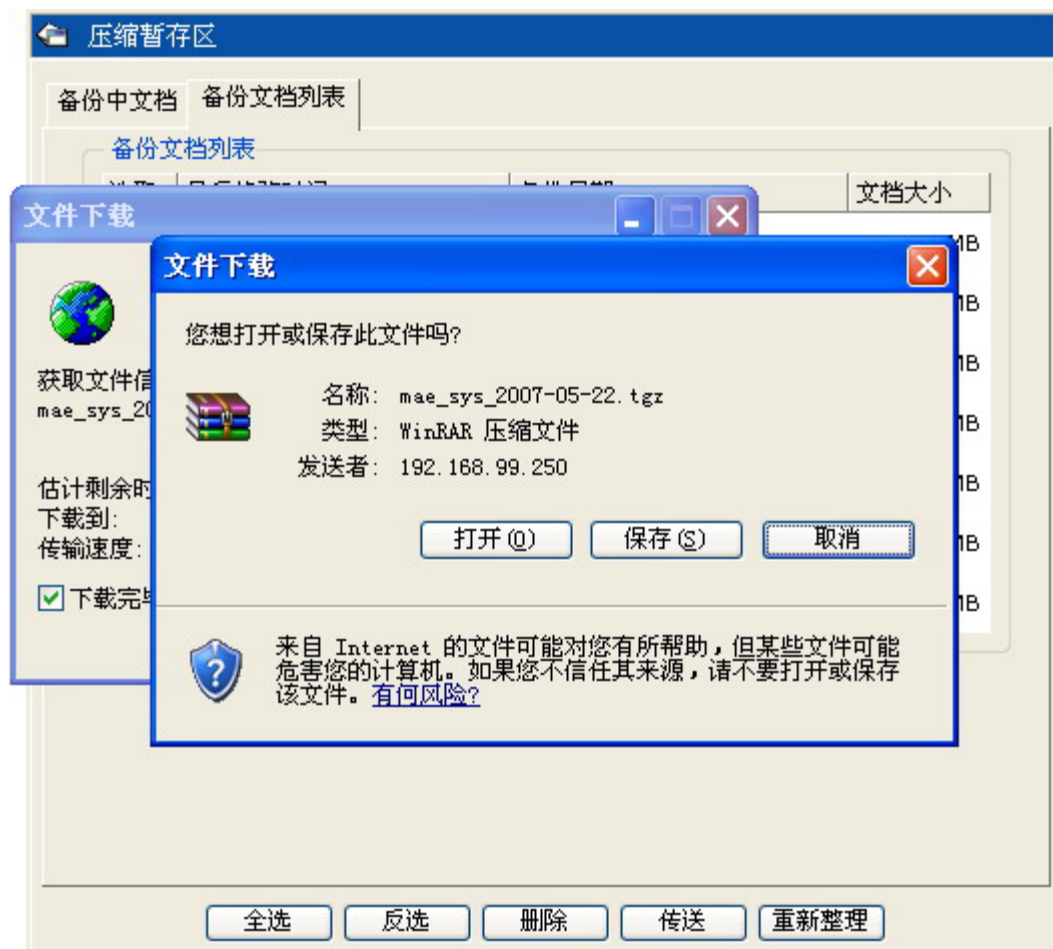 压缩暂存区
备份中文档 备份文档列表
备份文档列表
文档大小
文件下载
MB
文件下载
MB
您想打开或保存此文件吗?
MB
获取文件信
名称: mae_sys_2007-05-22.tgz
mae_sys_20
类型: WinRAR 压缩文件
MB
发送者: 192.168.99.250
估计剩余时
MB
下载到:
打开(O) 保存(S) 取消
传输速度:
MB
下载完毕
MB
来自 Internet 的文件可能对您有所帮助,但某些文件可能
危害您的计算机。如果您不信任其来源,请不要打开或保存
该文件。有何风险?
全选 反选 删除 传送 重新整理